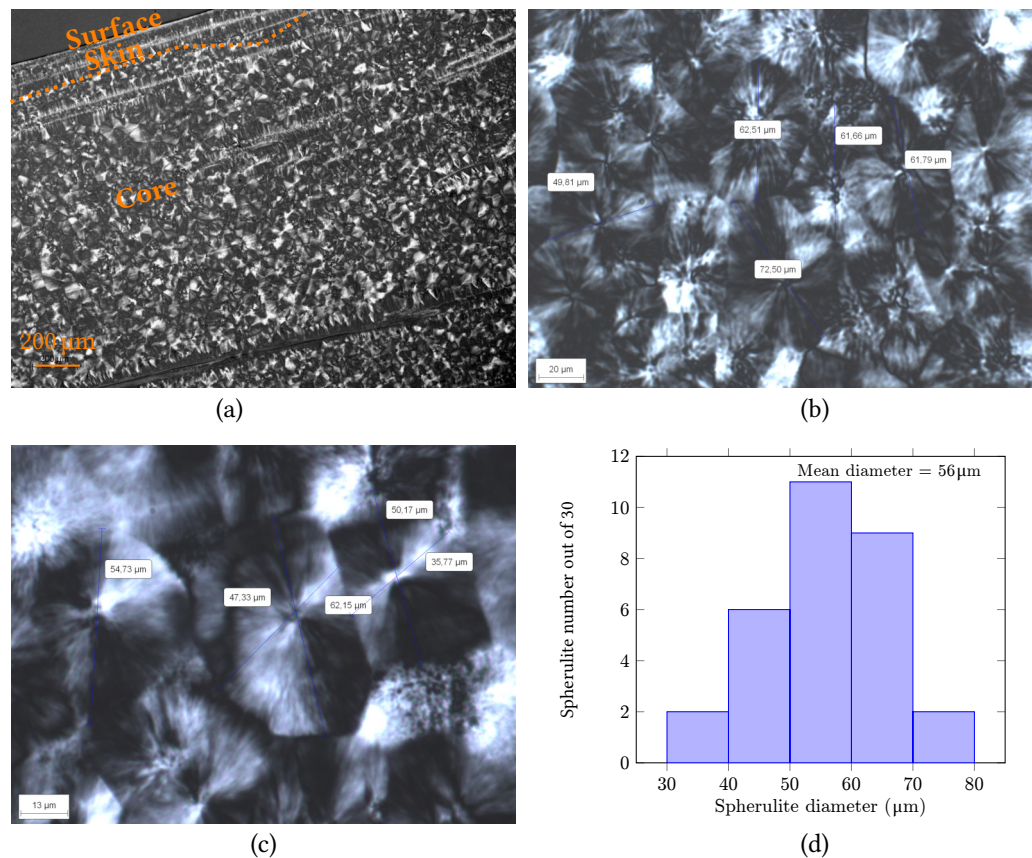 Surface
Skin
Core
200 µm
(a)
62,51 µm
61,66 µm
61,79 µm
49,81 µm
72,50 µm
20 µm
(b)
50,17 µm
54,73 µm
35,77 µm
47,33 µm
62,15 µm
13 µm
(c)
Mean diameter = 56µm
Spherulite number out of 30
12
10
8
6
4
2
0
30 40 50 60 70 80
Spherulite diameter (µm)
(d)